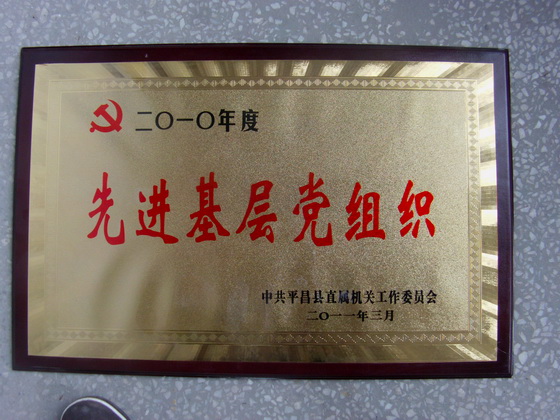 二〇一〇年度
先进基层党组织
中共平昌县直属机关工作委员会
二〇一一年三月